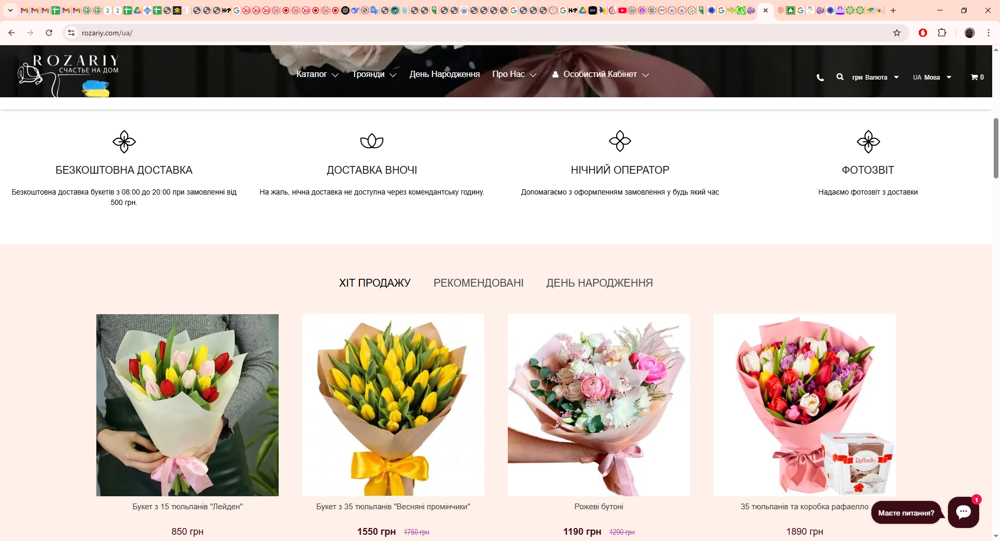 rozariy.com/ua/
ROZARIY
СЧАСТЬЕ НА ДОМ
Каталог
Троянди
День Народження
Про Нас
Особистий Кабінет
грн Валюта
UA Мова
0
БЕЗКОШТОВНА ДОСТАВКА
Безкоштовна доставка букетів з 08:00 до 20:00 при замовленні від
500 грн.
ДОСТАВКА ВНОЧІ
На жаль, нічна доставка не доступна через комендантську годину.
НІЧНИЙ ОПЕРАТОР
Допомагаємо з оформленням замовлення у будь який час
ФОТОЗВІТ
Надаємо фотозвіт з доставки
ХІТ ПРОДАЖУ
РЕКОМЕНДОВАНІ
ДЕНЬ НАРОДЖЕННЯ
Raffaello
Букет з 15 тюльпанів "Лейден"
850 грн
Букет з 35 тюльпанів "Весняні промінчики"
1550 грн 1750 грн
Рожеві бутоні
1190 грн 1290 грн
35 тюльпанів та коробка рафаелло
1890 грн
Маєте питання?
1